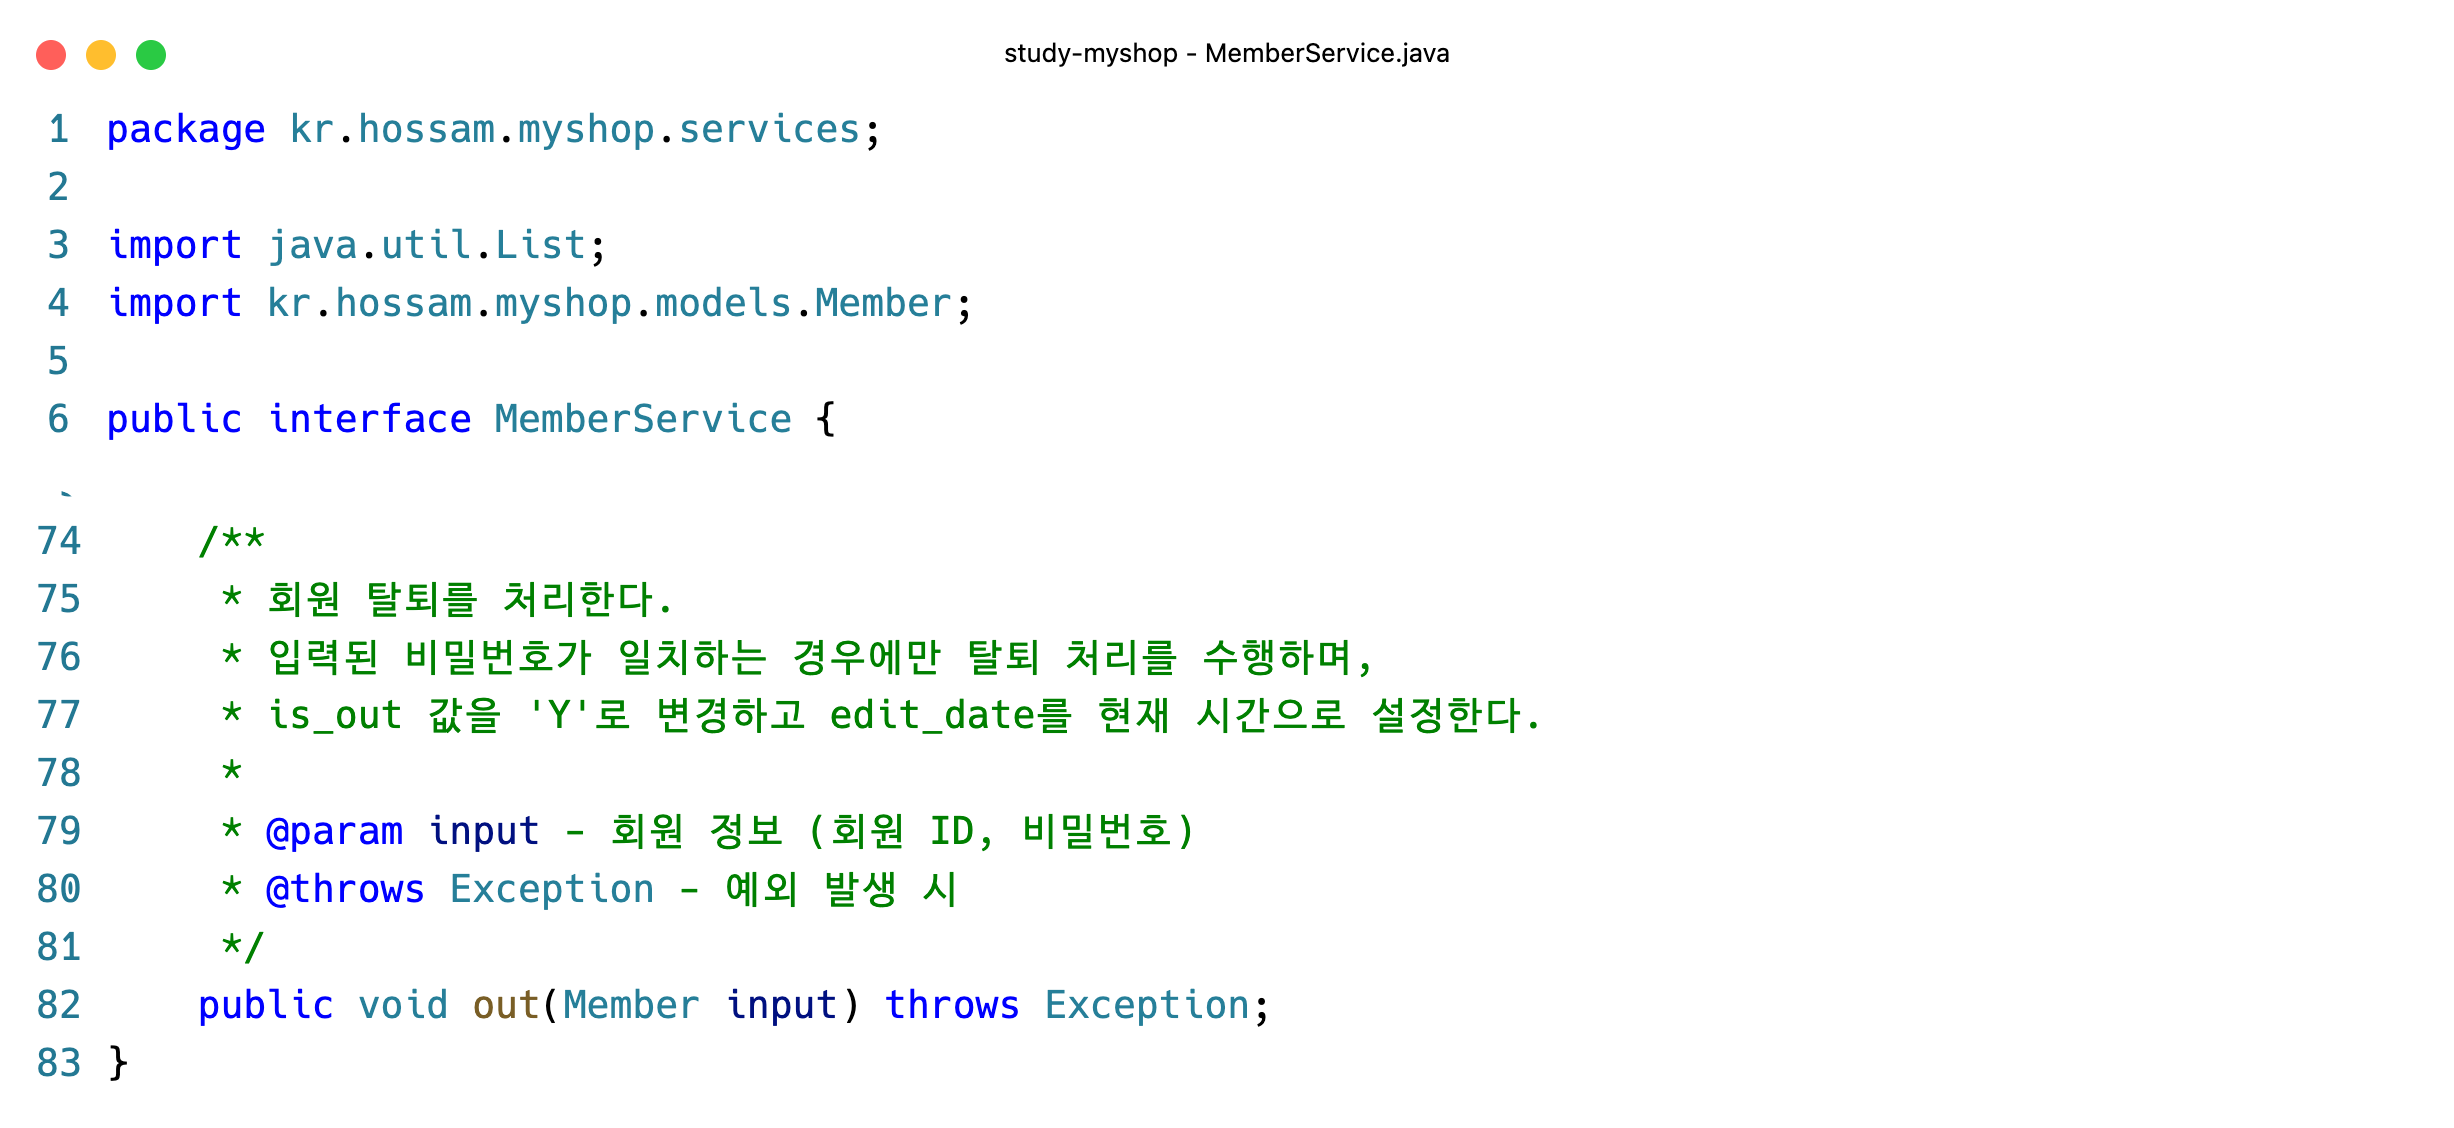 study-myshop - MemberService.java
1 package kr.hossam.myshop.services;
2
3 import java.util.List;
4 import kr.hossam.myshop.models.Member;
5
6 public interface MemberService {
74     /**
75      * 회원 탈퇴를 처리한다.
76      * 입력된 비밀번호가 일치하는 경우에만 탈퇴 처리를 수행하며,
77      * is_out 값을 'Y'로 변경하고 edit_date를 현재 시간으로 설정한다.
78      *
79      * @param input - 회원 정보 (회원 ID, 비밀번호)
80      * @throws Exception - 예외 발생 시
81      */
82     public void out(Member input) throws Exception;
83 }